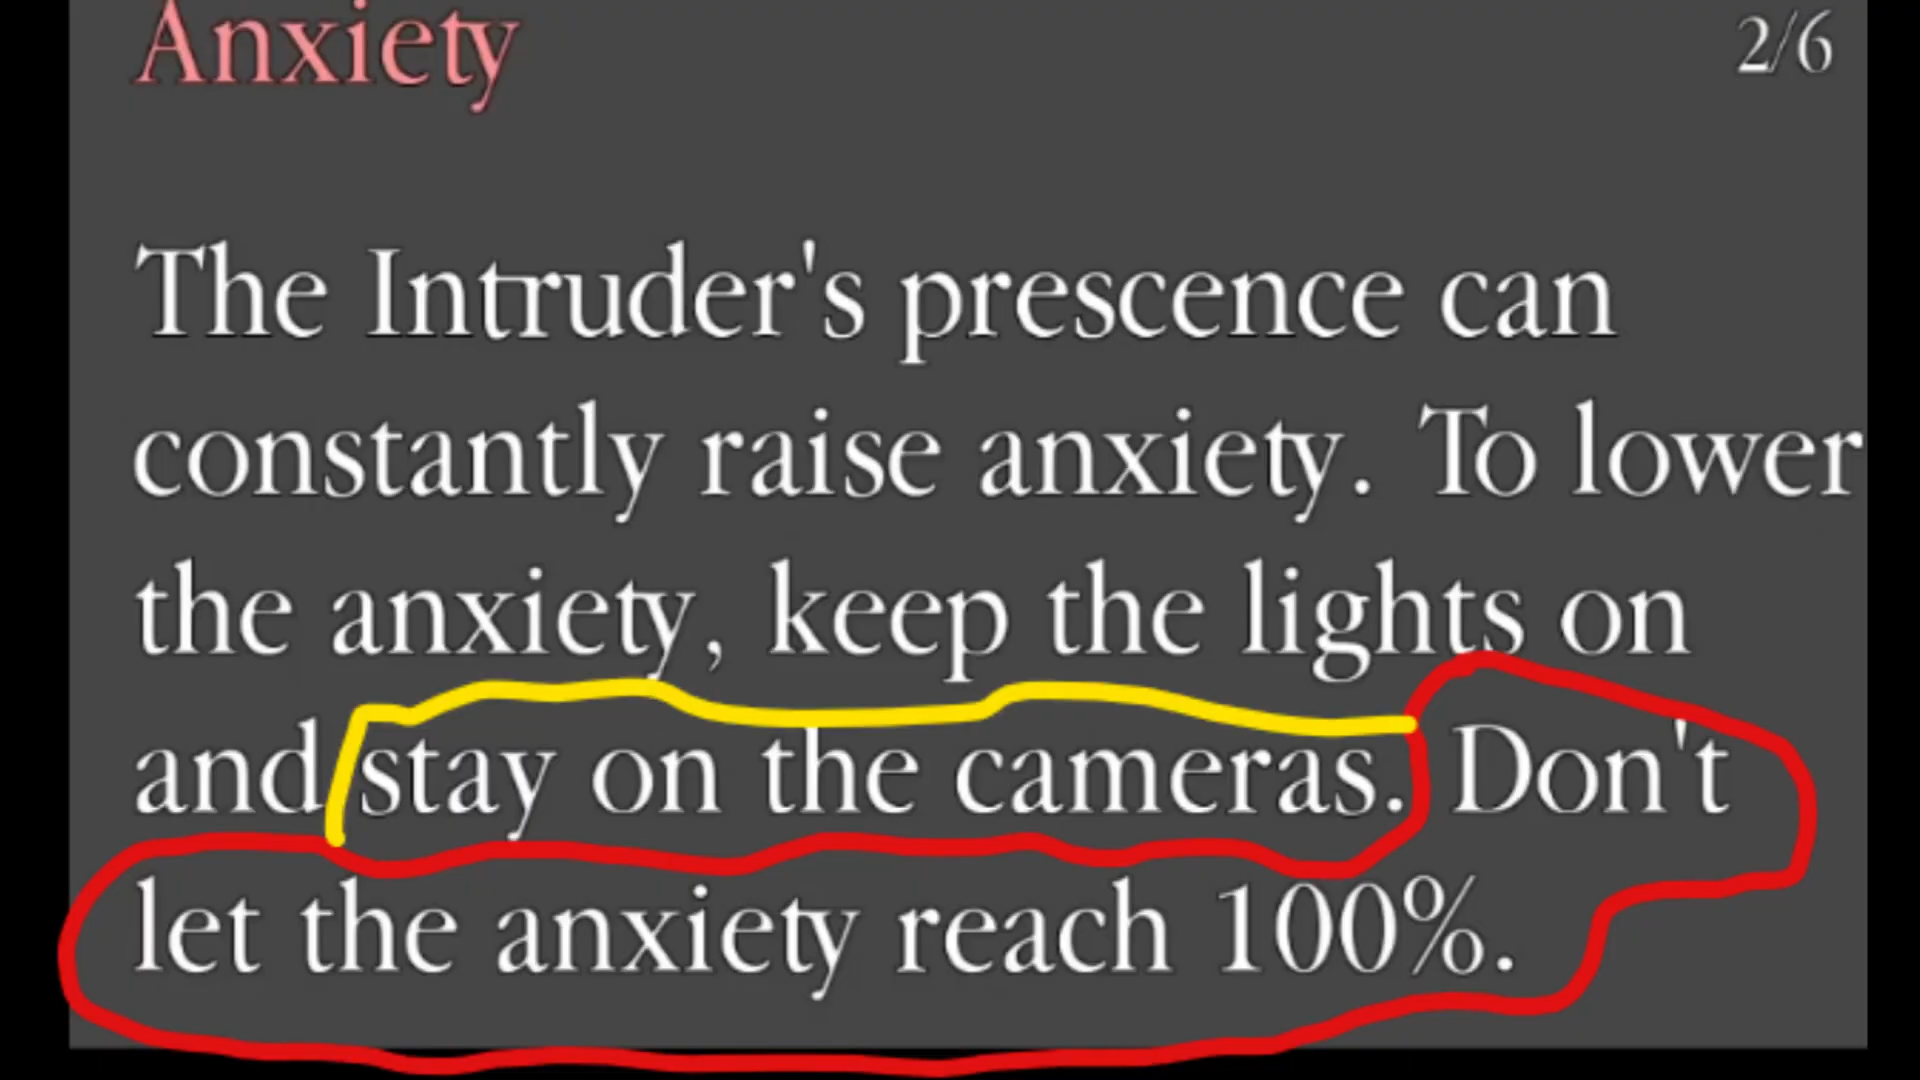 Anxiety
2/6
The Intruder's prescence can
constantly raise anxiety. To lower
the anxiety, keep the lights on
and stay on the cameras. Don't
let the anxiety reach 100%.